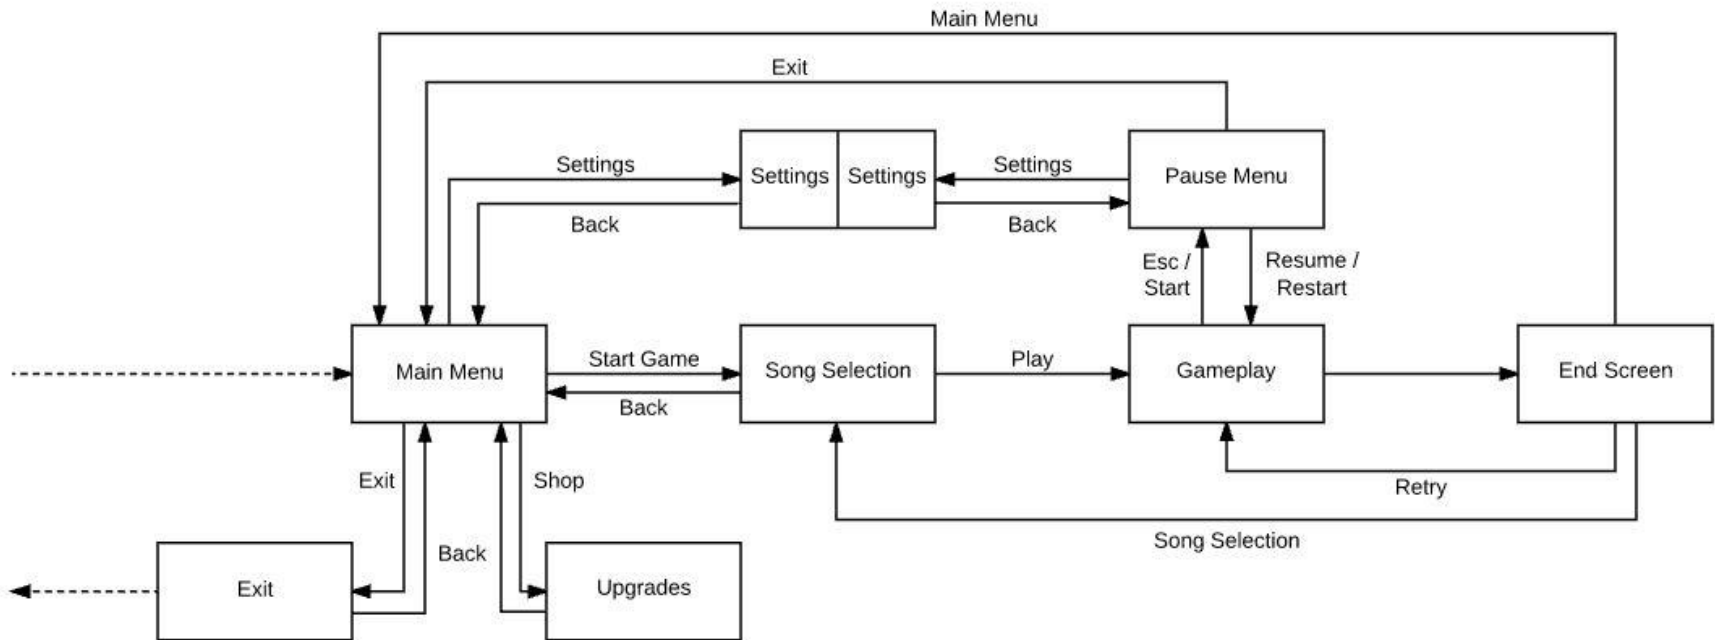 Main Menu
Exit
Settings
Settings
Settings
Settings
Pause Menu
Back
Back
Esc /
Start
Resume /
Restart
Main Menu
Start Game
Back
Song Selection
Play
Gameplay
End Screen
Exit
Shop
Retry
Back
Song Selection
Exit
Upgrades